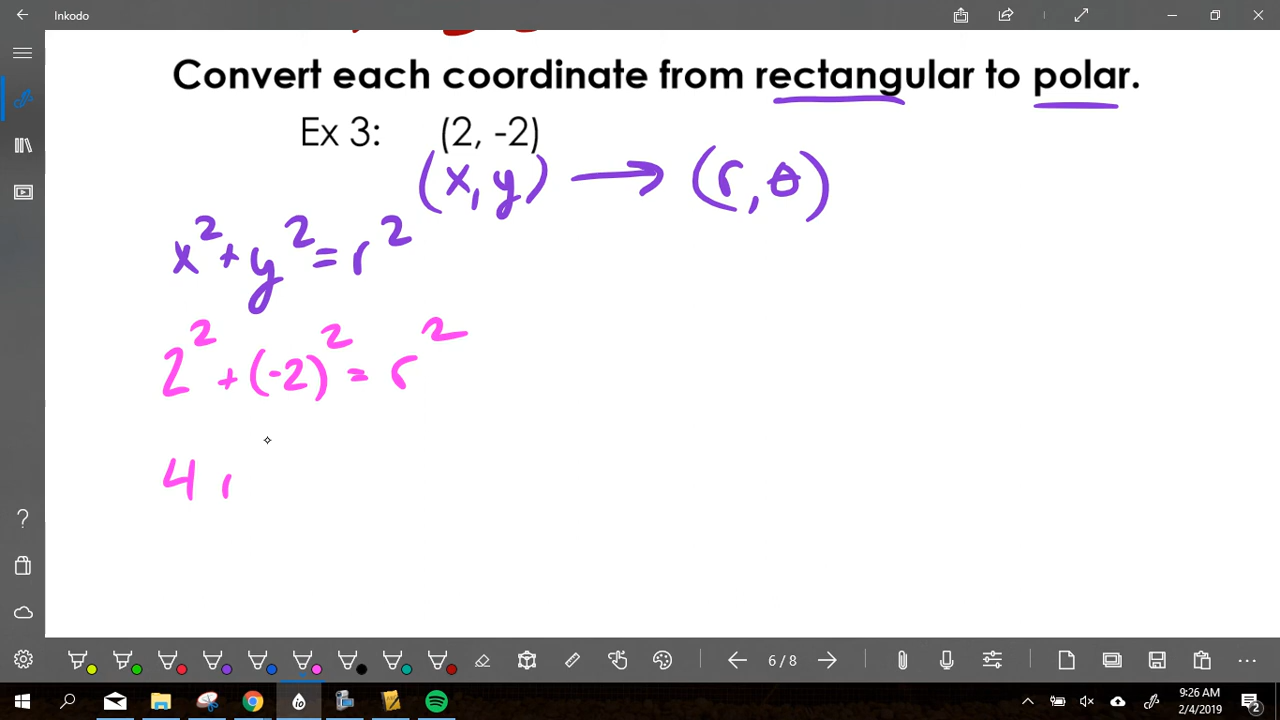 Inkodo
Convert each coordinate from rectangular to polar.
Ex 3: (2, -2)
(x, y) → (r, θ)
x² + y² = r²
2² + (-2)² = r²
4
6 / 8
9:26 AM
2/4/2019
2